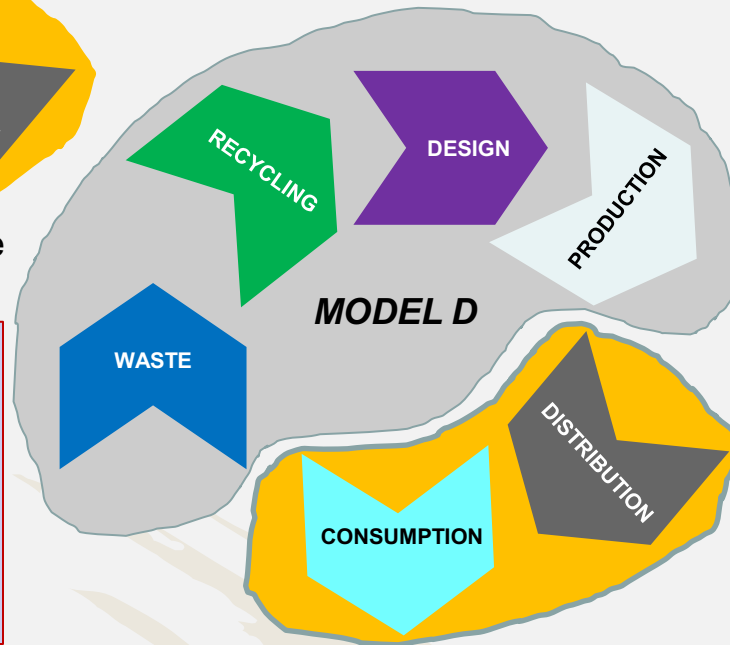 RECYCLING
DESIGN
PRODUCTION
e
MODEL D
WASTE
DISTRIBUTION
CONSUMPTION